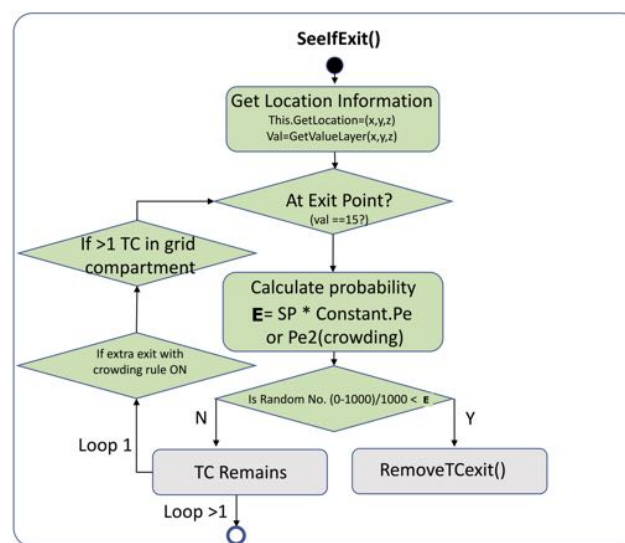 SeeIfExit()
Get Location Information
This.GetLocation=(x,y,z)
Val=GetValueLayer(x,y,z)
At Exit Point?
(val ==15?)
If >1 TC in grid
compartment
Calculate probability
E= SP * Constant.Pe
or Pe2(crowding)
If extra exit with
crowding rule ON
Is Random No. (0-1000)/1000 < E
N
Y
Loop 1
TC Remains
RemoveTCexit()
Loop >1